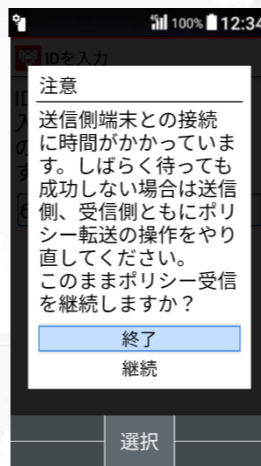 100% 12:34
IDを入力
注意
送信側端末との接続
に時間がかかっていま
す。しばらく待っても
成功しない場合は送信
側、受信側ともにポリ
シー転送の操作をやり
直してください。
このままポリシー受信
を継続しますか？
終了
継続
選択